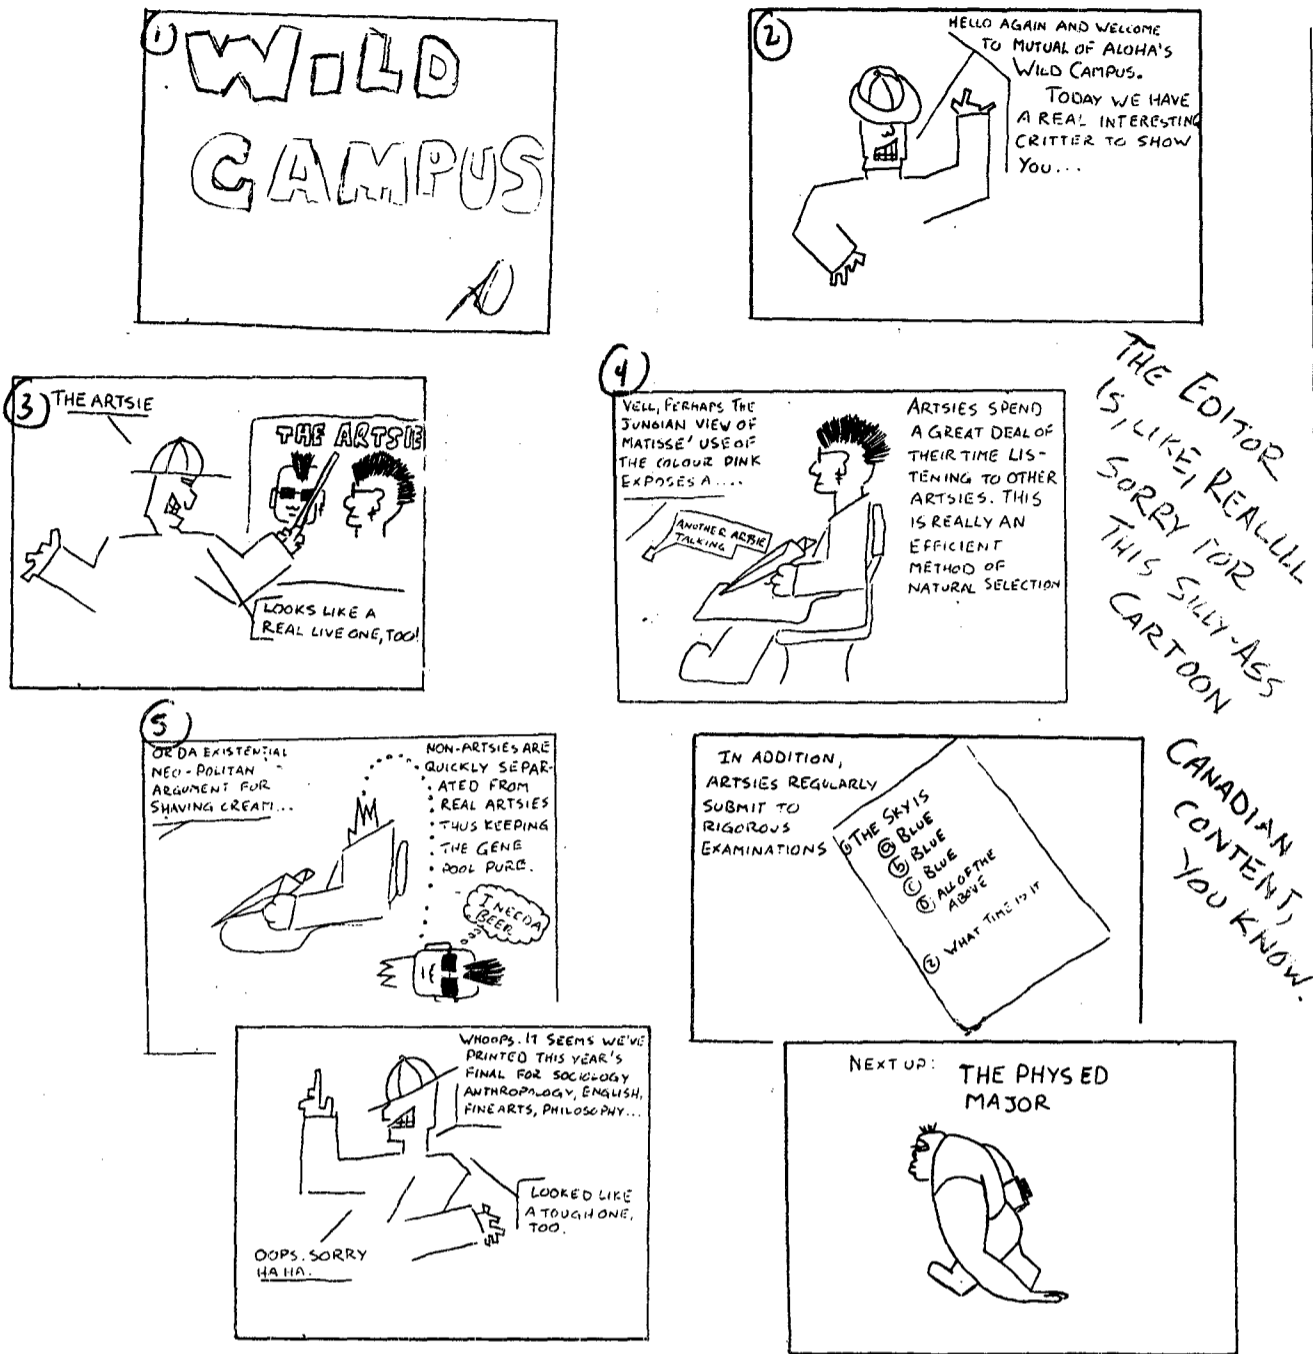 1
WILD
CAMPUS
2
HELLO AGAIN AND WELCOME
TO MUTUAL OF ALOHA'S
WILD CAMPUS.
TODAY WE HAVE
A REAL INTERESTING
CRITTER TO SHOW
YOU...
3
THE ARTSIE
THE ARTSIE
LOOKS LIKE A
REAL LIVE ONE, TOO!
4
VELL, PERHAPS THE
JUNGIAN VIEW OF
MATISSE' USE OF
THE COLOUR PINK
EXPOSES A....
ANOTHER ARTSIE
TALKING
ARTSIES SPEND
A GREAT DEAL OF
THEIR TIME LIS-
TENING TO OTHER
ARTSIES. THIS
IS REALLY AN
EFFICIENT
METHOD OF
NATURAL SELECTION
THE EDITOR
IS, LIKE, REALLLL
SORRY FOR
THIS SILLY-ASS
CARTOON
5
OR DA EXISTENTIAL
NEO-POLITAN
ARGUMENT FOR
SHAVING CREAM...
NON-ARTSIES ARE
QUICKLY SEPAR-
ATED FROM
REAL ARTSIES
THUS KEEPING
THE GENE
POOL PURE.
I NEED A
BEER
IN ADDITION,
ARTSIES REGULARLY
SUBMIT TO
RIGOROUS
EXAMINATIONS
1 THE SKY IS
a BLUE
b BLUE
c BLUE
D ALL OF THE
ABOVE
2 WHAT TIME IS IT
CANADIAN
CONTENT,
YOU KNOW.
WHOOPS. IT SEEMS WE'VE
PRINTED THIS YEAR'S
FINAL FOR SOCIOLOGY
ANTHROPOLOGY, ENGLISH,
FINE ARTS, PHILOSOPHY...
LOOKED LIKE
A TOUGH ONE,
TOO.
OOPS. SORRY
HA HA.
NEXT UP:
THE PHYS ED
MAJOR